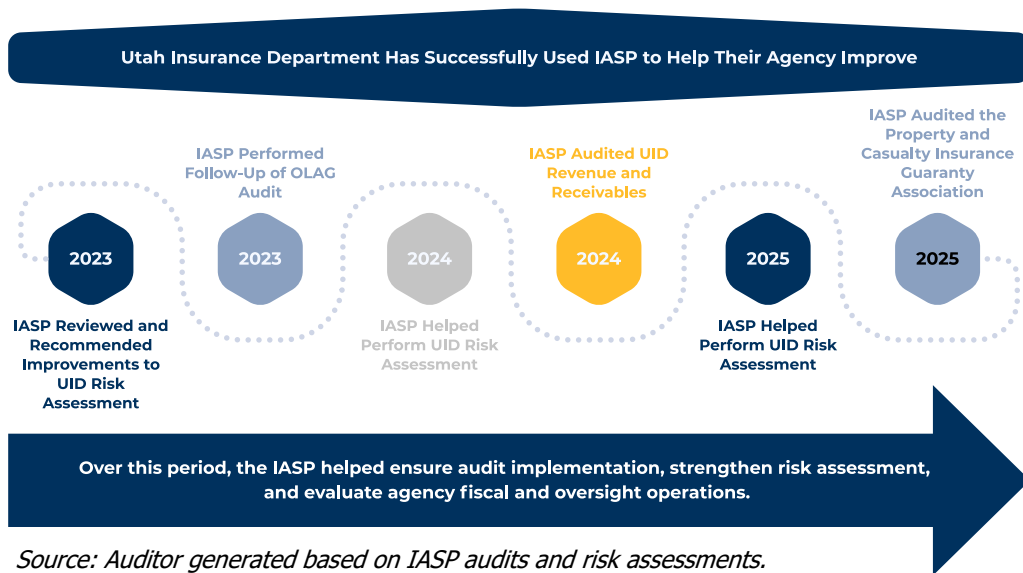 Utah Insurance Department Has Successfully Used IASP to Help Their Agency Improve
2023
IASP Reviewed and
Recommended
Improvements to
UID Risk
Assessment
IASP Performed
Follow-Up of OLAG
Audit
2023
2024
IASP Helped
Perform UID Risk
Assessment
IASP Audited UID
Revenue and
Receivables
2024
2025
IASP Helped
Perform UID Risk
Assessment
IASP Audited the
Property and
Casualty Insurance
Guaranty
Association
2025
Over this period, the IASP helped ensure audit implementation, strengthen risk assessment,
and evaluate agency fiscal and oversight operations.
Source: Auditor generated based on IASP audits and risk assessments.